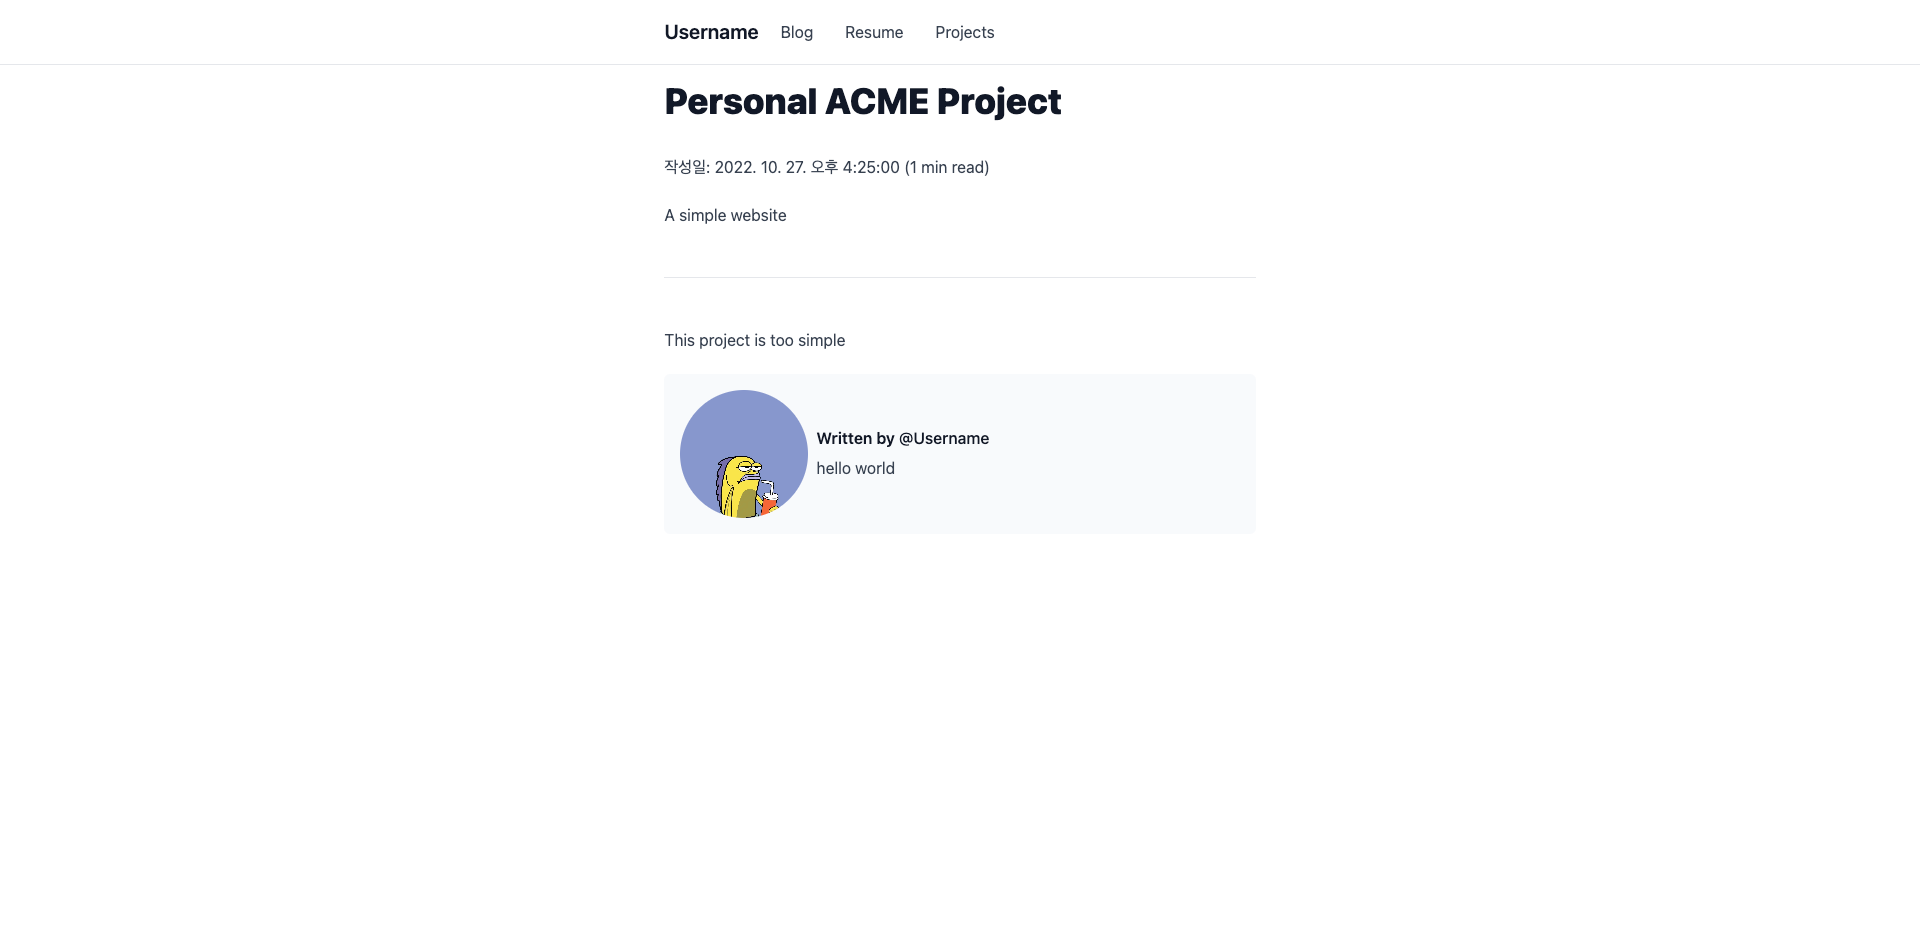 Username Blog Resume Projects
Personal ACME Project
작성일: 2022. 10. 27. 오후 4:25:00 (1 min read)
A simple website
This project is too simple
Written by @Username
hello world